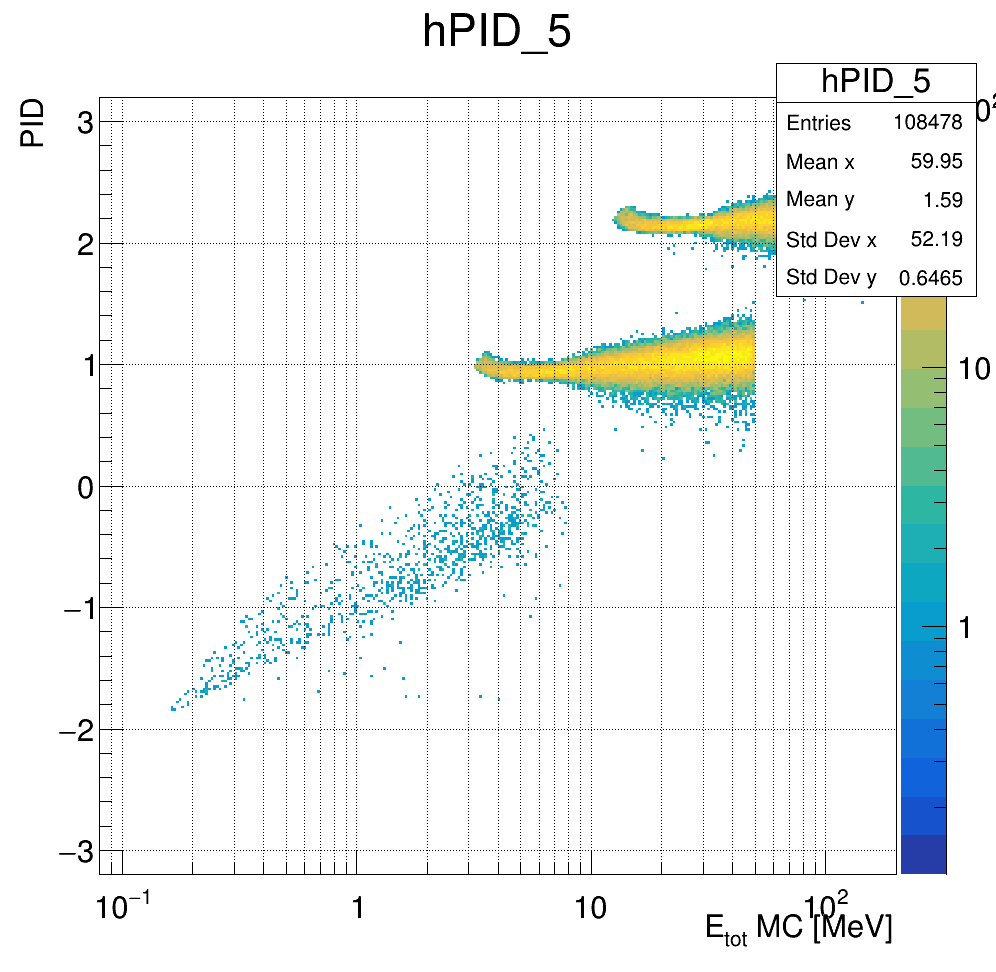 hPID_5
PID
hPID_5
Entries 108478
Mean x 59.95
Mean y 1.59
Std Dev x 52.19
Std Dev y 0.6465
3
2
1
0
−1
−2
−3
10
1
10⁻¹ 1 10 10²
E_tot MC [MeV]